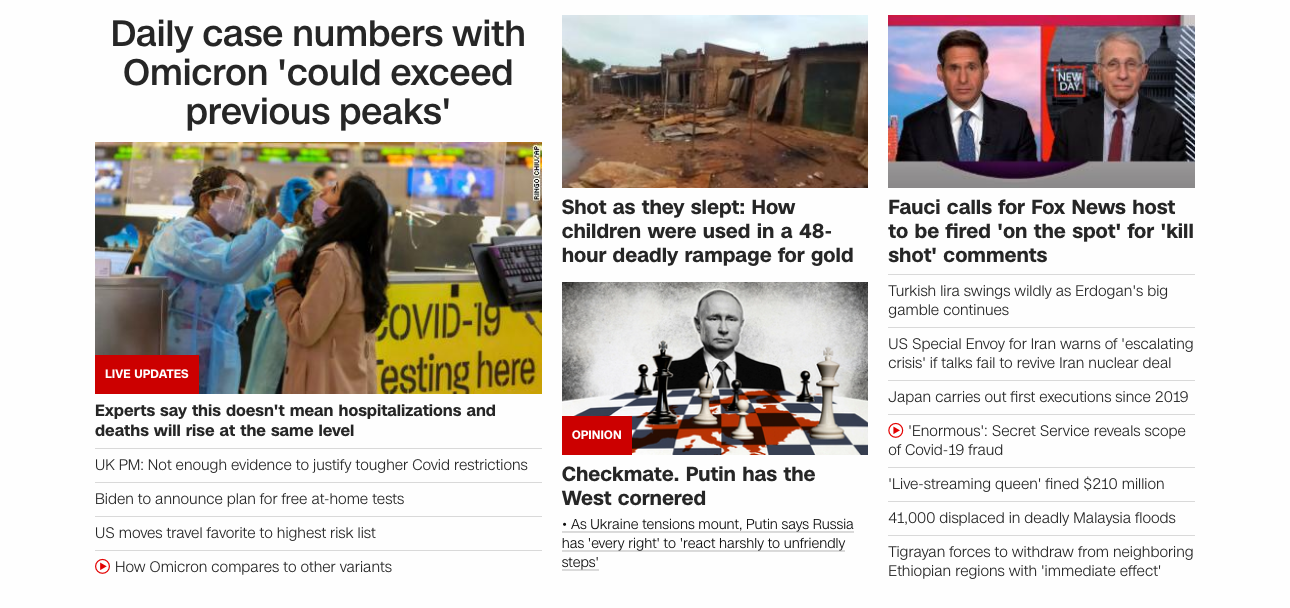 Daily case numbers with
Omicron 'could exceed
previous peaks'
RINGO CHIU/AP
COVID-19
Testing here
LIVE UPDATES
Experts say this doesn't mean hospitalizations and
deaths will rise at the same level
UK PM: Not enough evidence to justify tougher Covid restrictions
Biden to announce plan for free at-home tests
US moves travel favorite to highest risk list
How Omicron compares to other variants
Shot as they slept: How
children were used in a 48-
hour deadly rampage for gold
OPINION
Checkmate. Putin has the
West cornered
• As Ukraine tensions mount, Putin says Russia
has 'every right' to 'react harshly to unfriendly
steps'
NEW
DAY
Fauci calls for Fox News host
to be fired 'on the spot' for 'kill
shot' comments
Turkish lira swings wildly as Erdogan's big
gamble continues
US Special Envoy for Iran warns of 'escalating
crisis' if talks fail to revive Iran nuclear deal
Japan carries out first executions since 2019
'Enormous': Secret Service reveals scope
of Covid-19 fraud
'Live-streaming queen' fined $210 million
41,000 displaced in deadly Malaysia floods
Tigrayan forces to withdraw from neighboring
Ethiopian regions with 'immediate effect'